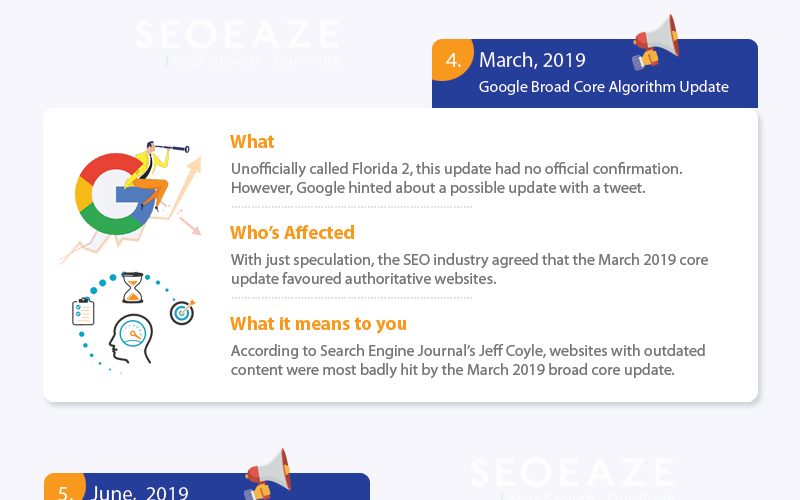 SEOEAZE
Your Growth Our Pride
4. March, 2019
Google Broad Core Algorithm Update
What
Unofficially called Florida 2, this update had no official confirmation.
However, Google hinted about a possible update with a tweet.
Who's Affected
With just speculation, the SEO industry agreed that the March 2019 core
update favoured authoritative websites.
What it means to you
According to Search Engine Journal's Jeff Coyle, websites with outdated
content were most badly hit by the March 2019 broad core update.
SEOEAZE
Your Growth Our Pride
5. June, 2019